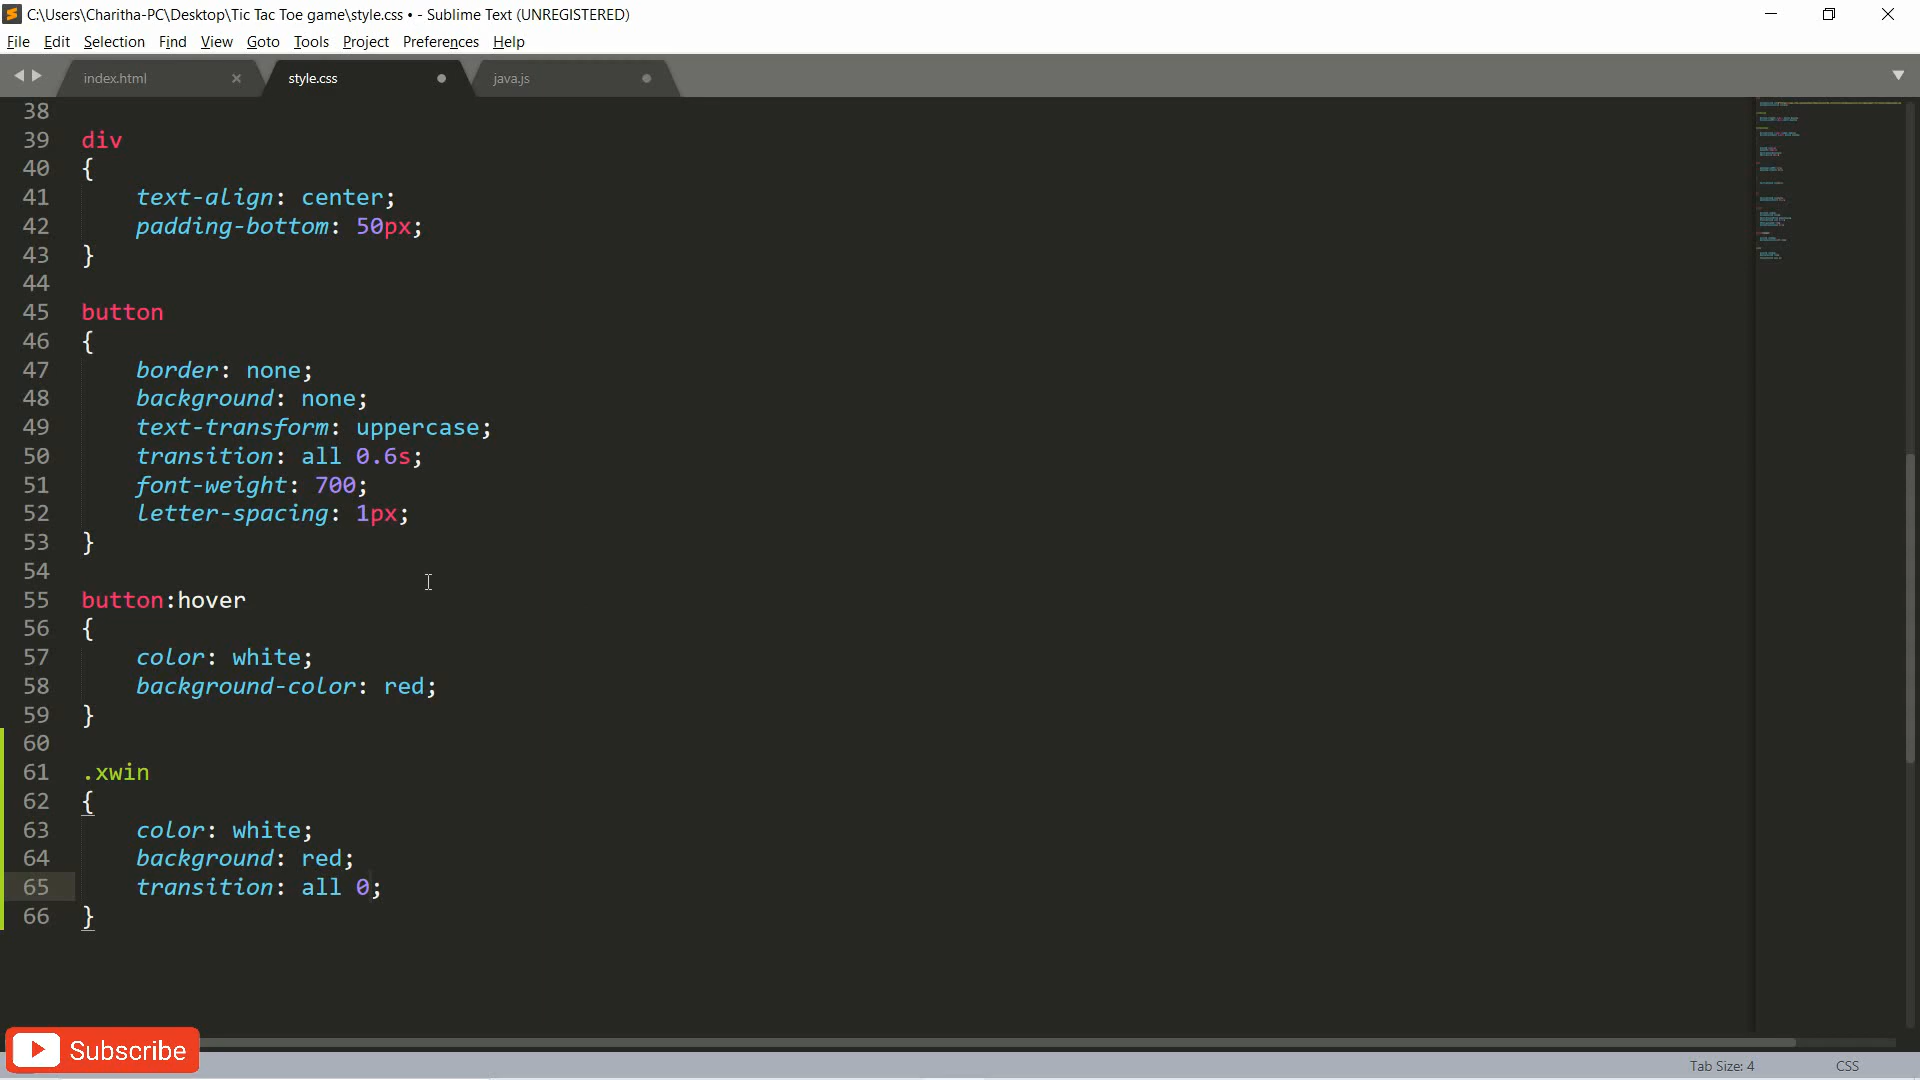 C:\Users\Charitha-PC\Desktop\Tic Tac Toe game\style.css • - Sublime Text (UNREGISTERED)
File Edit Selection Find View Goto Tools Project Preferences Help
index.html style.css java.js
38
39 div
40 {
41 text-align: center;
42 padding-bottom: 50px;
43 }
44
45 button
46 {
47 border: none;
48 background: none;
49 text-transform: uppercase;
50 transition: all 0.6s;
51 font-weight: 700;
52 letter-spacing: 1px;
53 }
54
55 button:hover
56 {
57 color: white;
58 background-color: red;
59 }
60
61 .xwin
62 {
63 color: white;
64 background: red;
65 transition: all 0;
66 }
Subscribe
Tab Size: 4 CSS